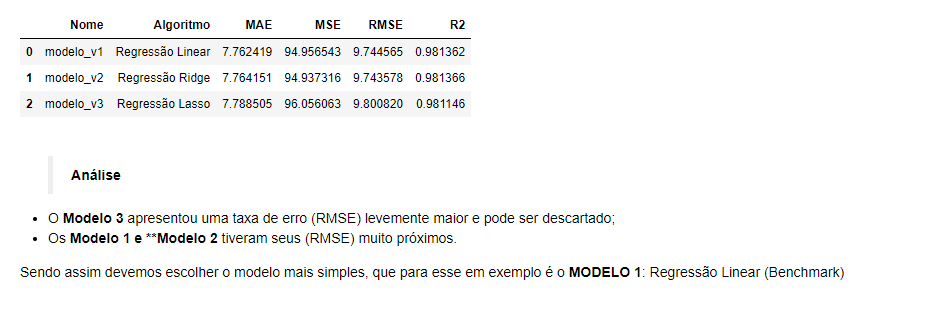 Nome Algoritmo MAE MSE RMSE R2
0 modelo_v1 Regressão Linear 7.762419 94.956543 9.744565 0.981362
1 modelo_v2 Regressão Ridge 7.764151 94.937316 9.743578 0.981366
2 modelo_v3 Regressão Lasso 7.788505 96.056063 9.800820 0.981146
Análise
• O Modelo 3 apresentou uma taxa de erro (RMSE) levemente maior e pode ser descartado;
• Os Modelo 1 e **Modelo 2 tiveram seus (RMSE) muito próximos.
Sendo assim devemos escolher o modelo mais simples, que para esse em exemplo é o MODELO 1: Regressão Linear (Benchmark)